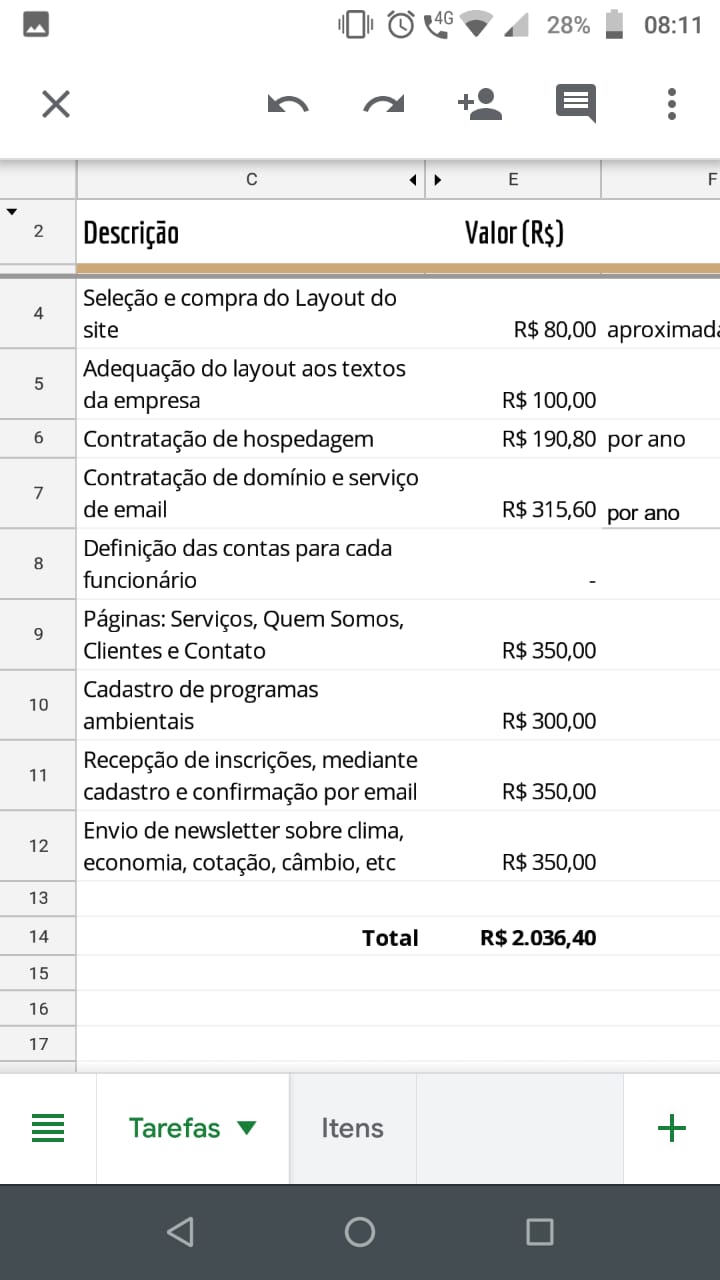 4G 28% 08:11
C E F
2 Descrição Valor (R$)
4 Seleção e compra do Layout do
site R$ 80,00 aproximada
5 Adequação do layout aos textos
da empresa R$ 100,00
6 Contratação de hospedagem R$ 190,80 por ano
7 Contratação de domínio e serviço
de email R$ 315,60 por ano
8 Definição das contas para cada
funcionário -
9 Páginas: Serviços, Quem Somos,
Clientes e Contato R$ 350,00
10 Cadastro de programas
ambientais R$ 300,00
11 Recepção de inscrições, mediante
cadastro e confirmação por email R$ 350,00
12 Envio de newsletter sobre clima,
economia, cotação, câmbio, etc R$ 350,00
13
14 Total R$ 2.036,40
15
16
17
Tarefas Itens